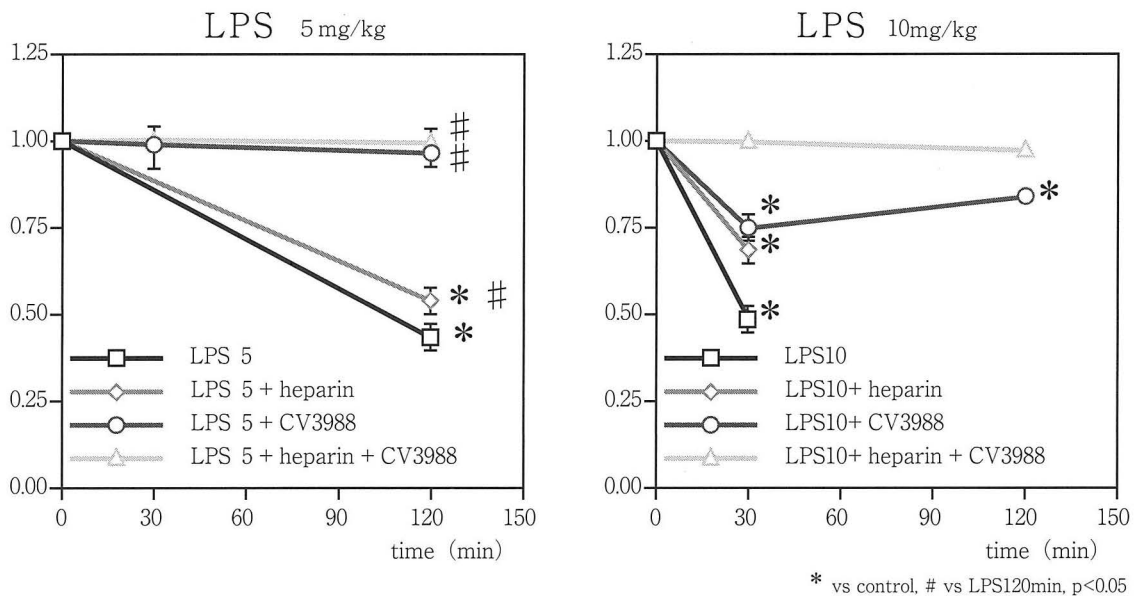 LPS 5mg/kg
1.25
1.00
0.75
0.50
0.25
0.00
#
#
* #
*
LPS 5
LPS 5 + heparin
LPS 5 + CV3988
LPS 5 + heparin + CV3988
0 30 60 90 120 150
time (min)
LPS 10mg/kg
1.25
1.00
0.75
0.50
0.25
0.00
*
*
*
*
LPS10
LPS10+ heparin
LPS10+ CV3988
LPS10+ heparin + CV3988
0 30 60 90 120 150
time (min)
* vs control, # vs LPS120min, p<0.05